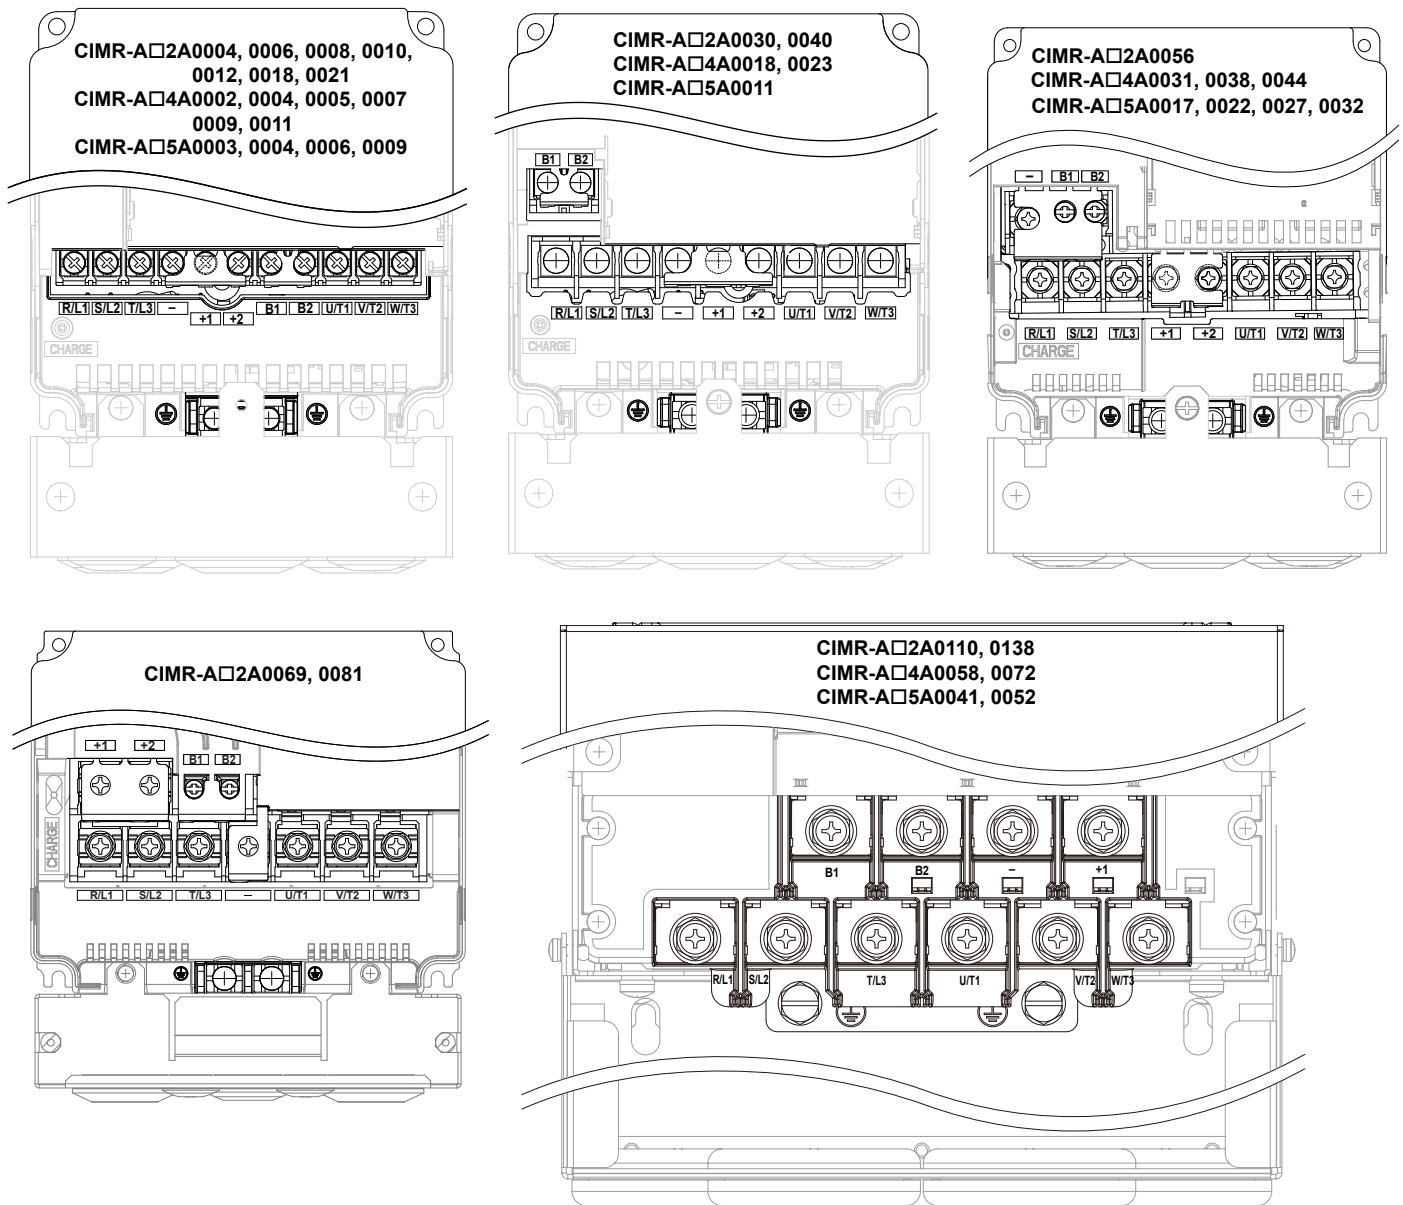 CIMR-A□2A0004, 0006, 0008, 0010,
0012, 0018, 0021
CIMR-A□4A0002, 0004, 0005, 0007
0009, 0011
CIMR-A□5A0003, 0004, 0006, 0009
R/L1 S/L2 T/L3 − +1 +2 B1 B2 U/T1 V/T2 W/T3
CHARGE
CIMR-A□2A0030, 0040
CIMR-A□4A0018, 0023
CIMR-A□5A0011
B1 B2
R/L1 S/L2 T/L3 − +1 +2 U/T1 V/T2 W/T3
CHARGE
CIMR-A□2A0056
CIMR-A□4A0031, 0038, 0044
CIMR-A□5A0017, 0022, 0027, 0032
− B1 B2
R/L1 S/L2 T/L3 +1 +2 U/T1 V/T2 W/T3
CHARGE
CIMR-A□2A0069, 0081
+1 +2 B1 B2
CHARGE
R/L1 S/L2 T/L3 − U/T1 V/T2 W/T3
CIMR-A□2A0110, 0138
CIMR-A□4A0058, 0072
CIMR-A□5A0041, 0052
B1 B2 − +1
R/L1 S/L2 T/L3 U/T1 V/T2 W/T3